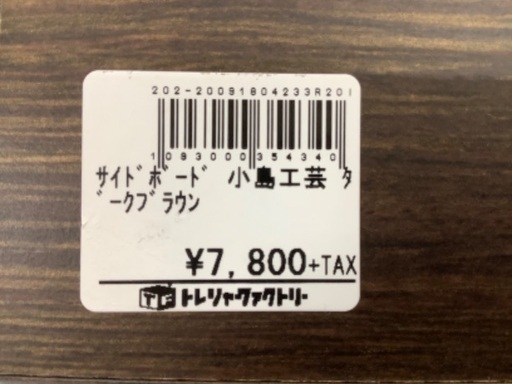 202-20091804233R201
1093000354340
ｻｲﾄﾞﾎﾞｰﾄﾞ 小島工芸 ﾀ
ﾞｰｸﾌﾞﾗｳﾝ
¥7,800+TAX
TF トレジャーファクトリー